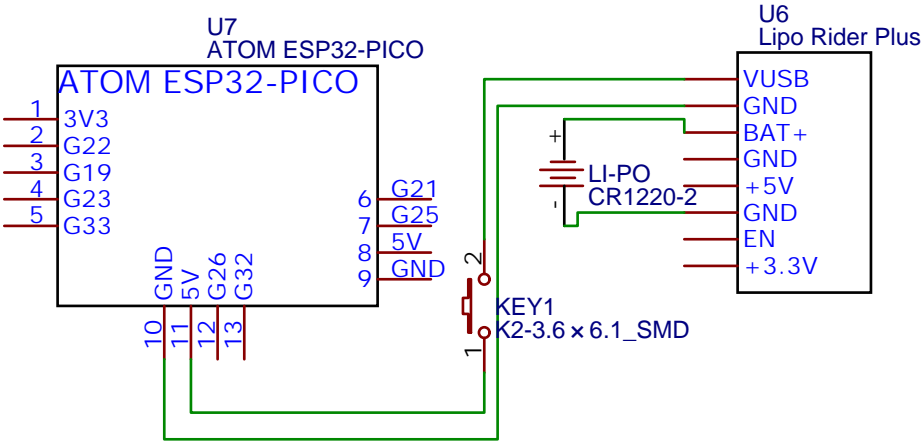 U7
ATOM ESP32-PICO
ATOM ESP32-PICO
1 3V3
2 G22
3 G19
4 G23
5 G33
6 G21
7 G25
8 5V
9 GND
10 GND
11 5V
12 G26
13 G32
2
KEY1
K2-3.6×6.1_SMD
1
+
LI-PO
CR1220-2
-
U6
Lipo Rider Plus
VUSB
GND
BAT+
GND
+5V
GND
EN
+3.3V